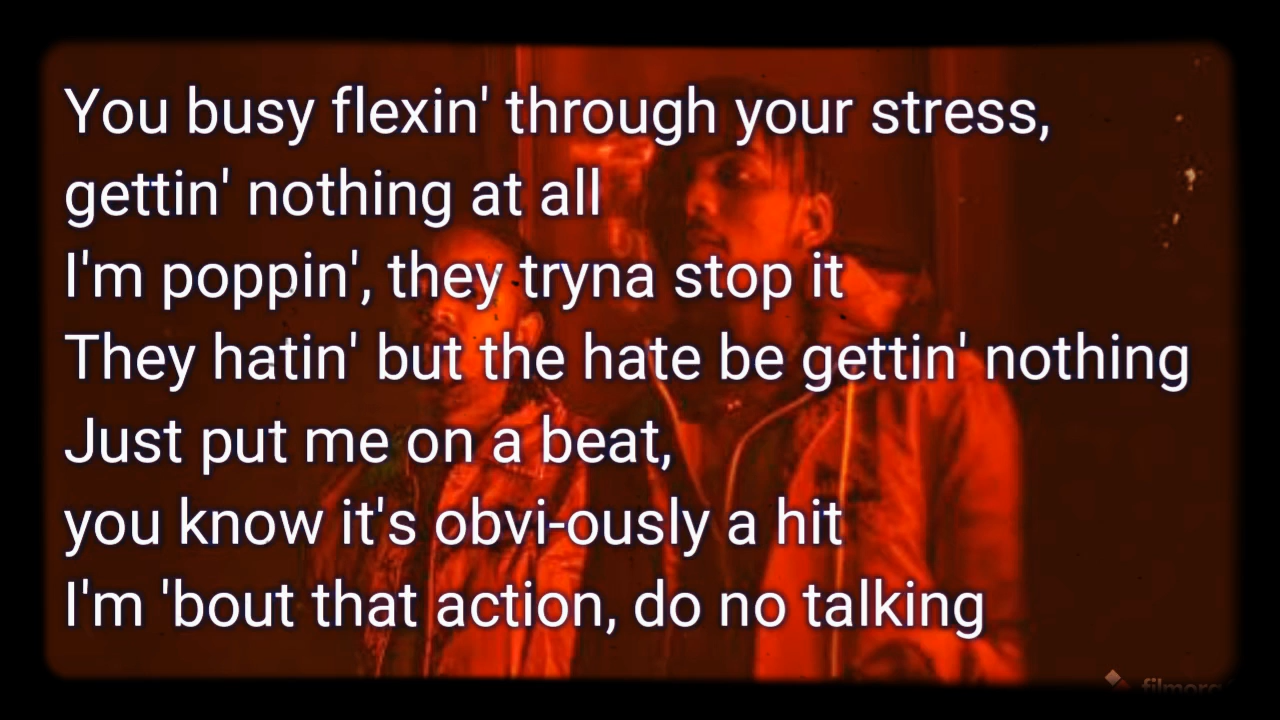 You busy flexin' through your stress,
gettin' nothing at all
I'm poppin', they tryna stop it
They hatin' but the hate be gettin' nothing
Just put me on a beat,
you know it's obvi-ously a hit
I'm 'bout that action, do no talking